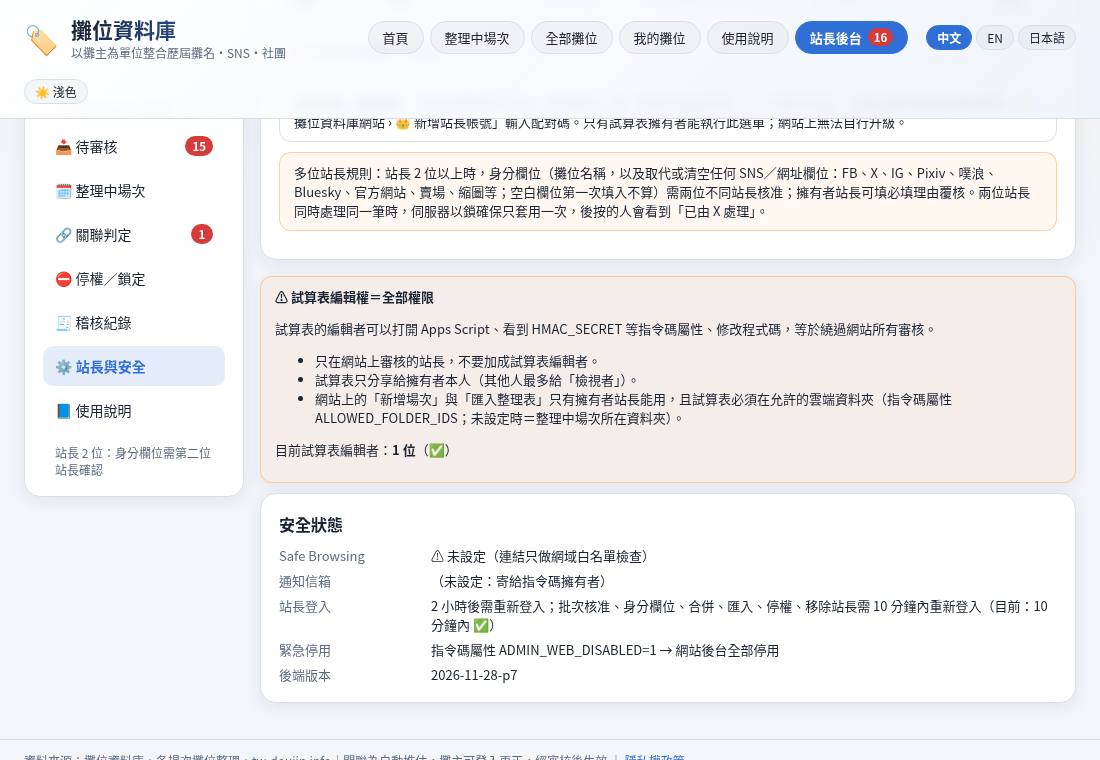 攤位資料庫
以攤主為單位整合歷屆攤名・SNS・社團
首頁
整理中場次
全部攤位
我的攤位
使用說明
站長後台 16
中文
EN
日本語
☀️ 淺色
📥 待審核 15
🗓️ 整理中場次
🔗 關聯判定 1
⛔ 停權／鎖定
🧾 稽核紀錄
⚙️ 站長與安全
📘 使用說明
站長 2 位：身分欄位需第二位
站長確認
攤位資料庫網站 › 👑 新增站長帳號」輸入配對碼。只有試算表擁有者能執行此選單；網站上無法自行升級。
多位站長規則：站長 2 位以上時，身分欄位（攤位名稱，以及取代或清空任何 SNS／網址欄位：FB、X、IG、Pixiv、噗浪、
Bluesky、官方網站、賣場、縮圖等；空白欄位第一次填入不算）需兩位不同站長核准；擁有者站長可填必填理由覆核。兩位站長
同時處理同一筆時，伺服器以鎖確保只套用一次，後按的人會看到「已由 X 處理」。
⚠ 試算表編輯權＝全部權限
試算表的編輯者可以打開 Apps Script、看到 HMAC_SECRET 等指令碼屬性、修改程式碼，等於繞過網站所有審核。
• 只在網站上審核的站長，不要加成試算表編輯者。
• 試算表只分享給擁有者本人（其他人最多給「檢視者」）。
• 網站上的「新增場次」與「匯入整理表」只有擁有者站長能用，且試算表必須在允許的雲端資料夾（指令碼屬性
ALLOWED_FOLDER_IDS；未設定時＝整理中場次所在資料夾）。
目前試算表編輯者：1 位（✅）
安全狀態
Safe Browsing ⚠ 未設定（連結只做網域白名單檢查）
通知信箱 （未設定：寄給指令碼擁有者）
站長登入 2 小時後需重新登入；批次核准、身分欄位、合併、匯入、停權、移除站長需 10 分鐘內重新登入（目前：10
分鐘內 ✅）
緊急停用 指令碼屬性 ADMIN_WEB_DISABLED=1 → 網站後台全部停用
後端版本 2026-11-28-p7